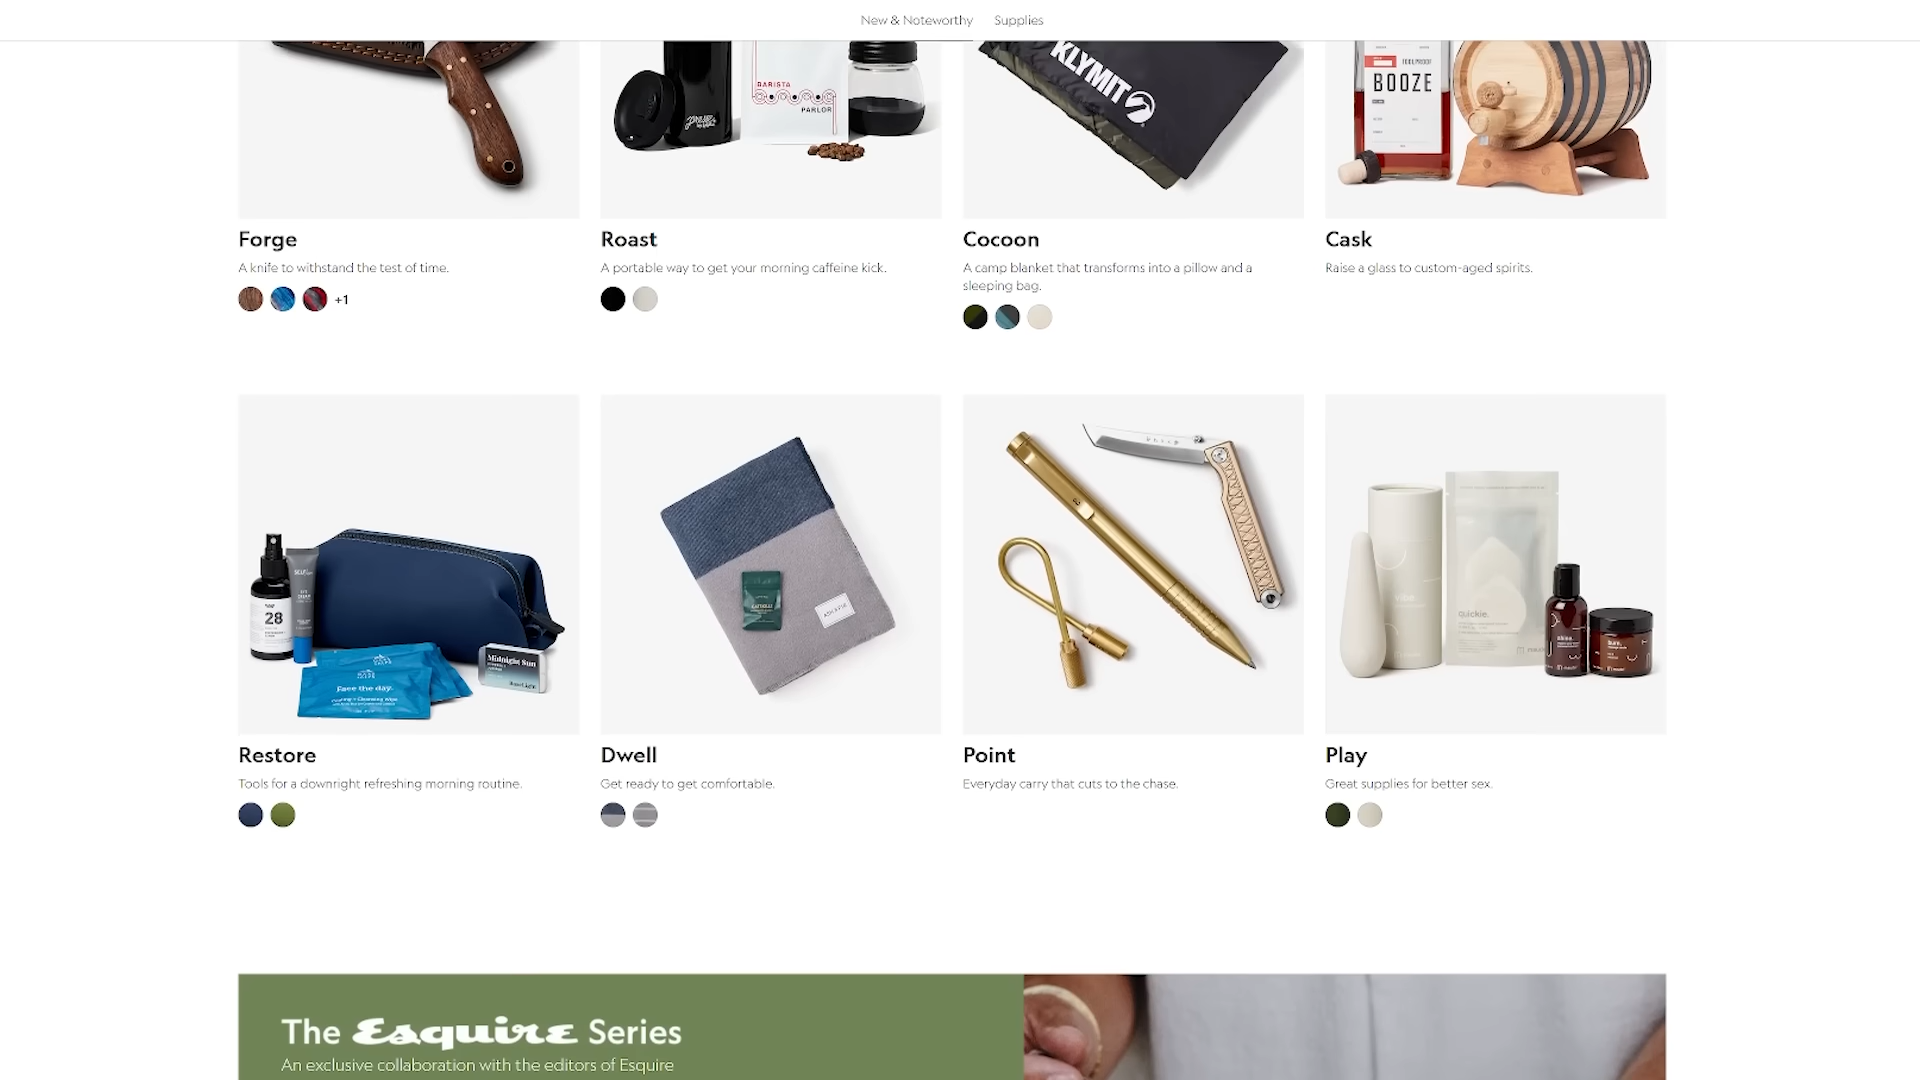 New & Noteworthy
Supplies
BARISTA
PARLOR
KLYMIT
BOOZE
Forge
A knife to withstand the test of time.
+1
Roast
A portable way to get your morning caffeine kick.
Cocoon
A camp blanket that transforms into a pillow and a
sleeping bag.
Cask
Raise a glass to custom-aged spirits.
28
Face the day.
Midnight Sun
quickie.
vibe
shine.
burn.
Restore
Tools for a downright refreshing morning routine.
Dwell
Get ready to get comfortable.
Point
Everyday carry that cuts to the chase.
Play
Great supplies for better sex.
The Esquire Series
An exclusive collaboration with the editors of Esquire